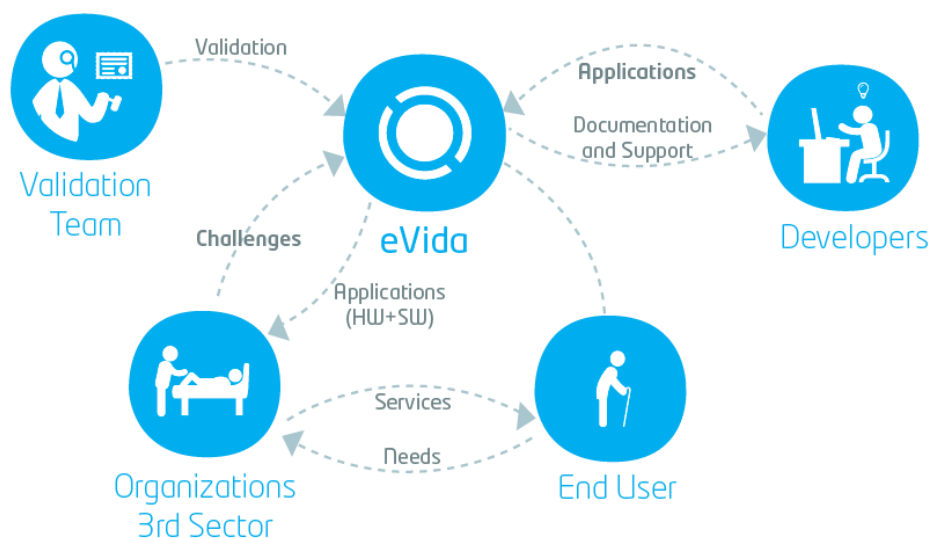 Validation
Applications
Documentation
and Support
Validation
Team
eVida
Developers
Challenges
Applications
(HW+SW)
Services
Needs
Organizations
3rd Sector
End User